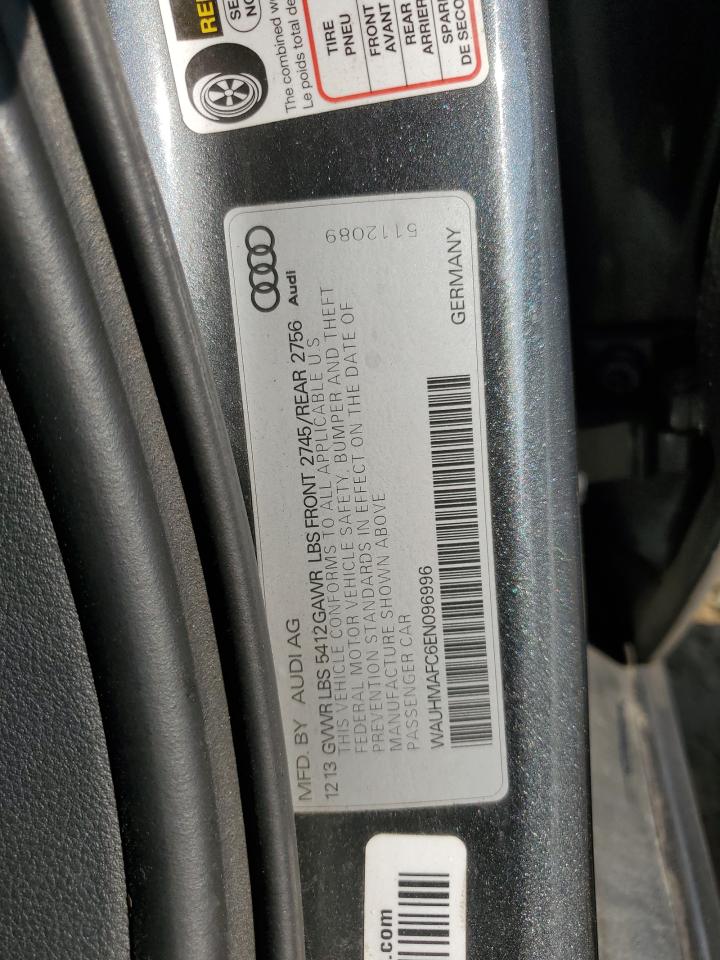 RE
SE
NO
The combined w
Le poids total de
TIRE
PNEU
FRONT
AVANT
REAR
ARRIER
SPAR
DE SECO
MFD. BY AUDI AG
12 13 GVWR LBS 5412 GAWR LBS FRONT 2745/REAR 2756
Audi
THIS VEHICLE CONFORMS TO ALL APPLICABLE U S
FEDERAL MOTOR VEHICLE SAFETY, BUMPER AND THEFT
PREVENTION STANDARDS IN EFFECT ON THE DATE OF
MANUFACTURE SHOWN ABOVE
PASSENGER CAR
5112089
WAUHMAFC6EN096996
GERMANY
.com